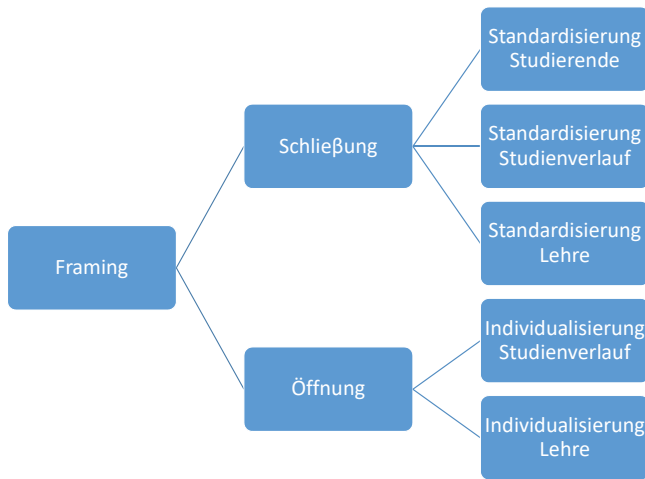 Framing
Schließung
Standardisierung
Studierende
Standardisierung
Studienverlauf
Standardisierung
Lehre
Öffnung
Individualisierung
Studienverlauf
Individualisierung
Lehre